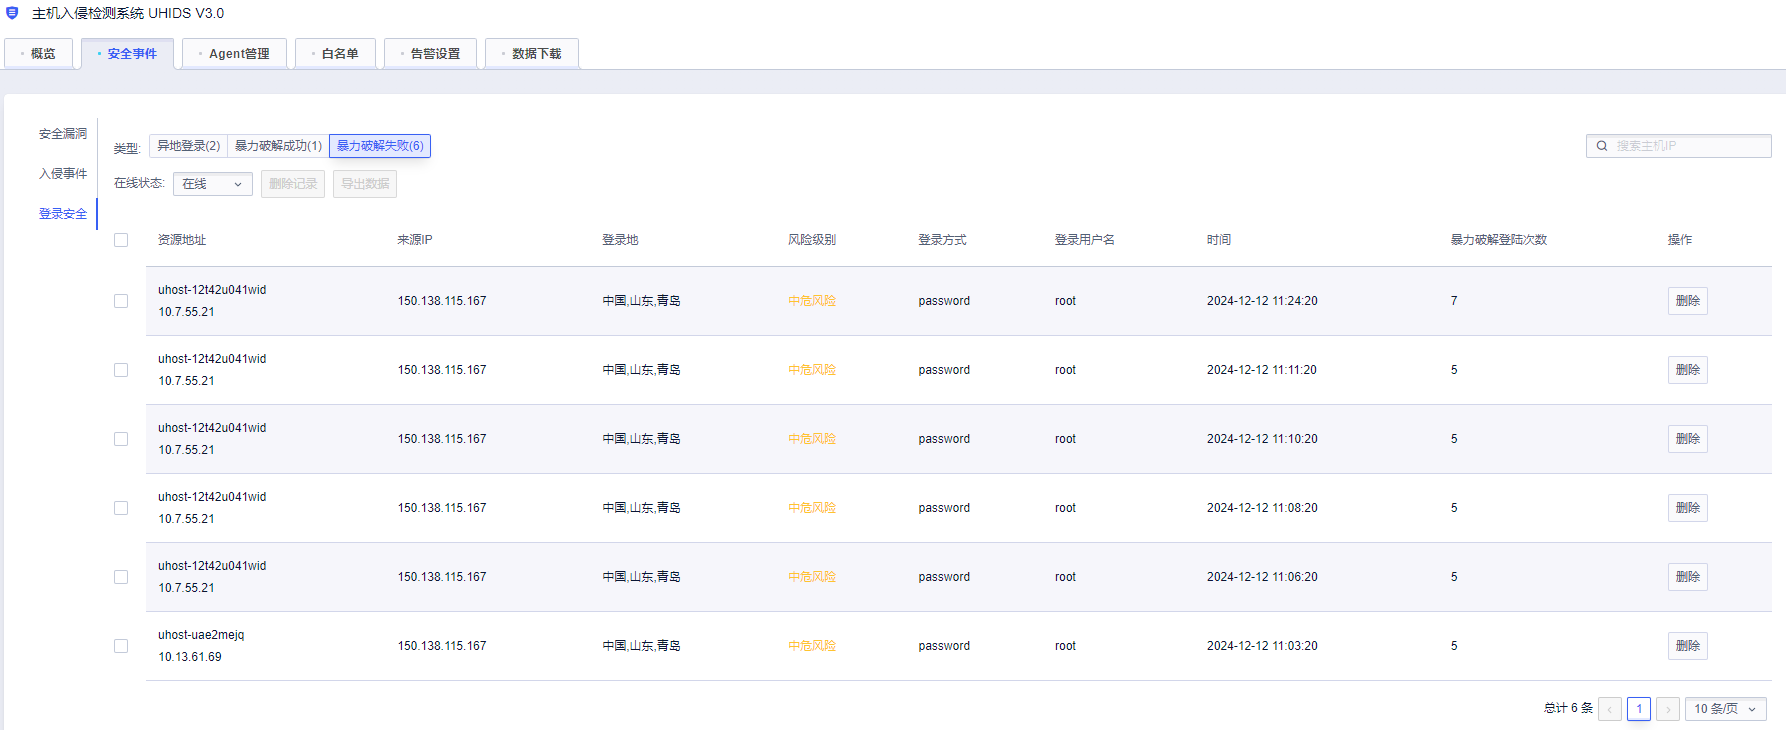 主机入侵检测系统 UHIDS V3.0
概览 安全事件 Agent管理 白名单 告警设置 数据下载
安全漏洞
入侵事件
登录安全
类型: 异地登录(2) 暴力破解成功(1) 暴力破解失败(6) 搜索主机IP
在线状态: 在线 删除记录 导出数据
资源地址 来源IP 登录地 风险级别 登录方式 登录用户名 时间 暴力破解登陆次数 操作
uhost-12t42u041wid
10.7.55.21
150.138.115.167 中国,山东,青岛 中危风险 password root 2024-12-12 11:24:20 7 删除
uhost-12t42u041wid
10.7.55.21
150.138.115.167 中国,山东,青岛 中危风险 password root 2024-12-12 11:11:20 5 删除
uhost-12t42u041wid
10.7.55.21
150.138.115.167 中国,山东,青岛 中危风险 password root 2024-12-12 11:10:20 5 删除
uhost-12t42u041wid
10.7.55.21
150.138.115.167 中国,山东,青岛 中危风险 password root 2024-12-12 11:08:20 5 删除
uhost-12t42u041wid
10.7.55.21
150.138.115.167 中国,山东,青岛 中危风险 password root 2024-12-12 11:06:20 5 删除
uhost-uae2mejq
10.13.61.69
150.138.115.167 中国,山东,青岛 中危风险 password root 2024-12-12 11:03:20 5 删除
总计 6 条 1 10 条/页